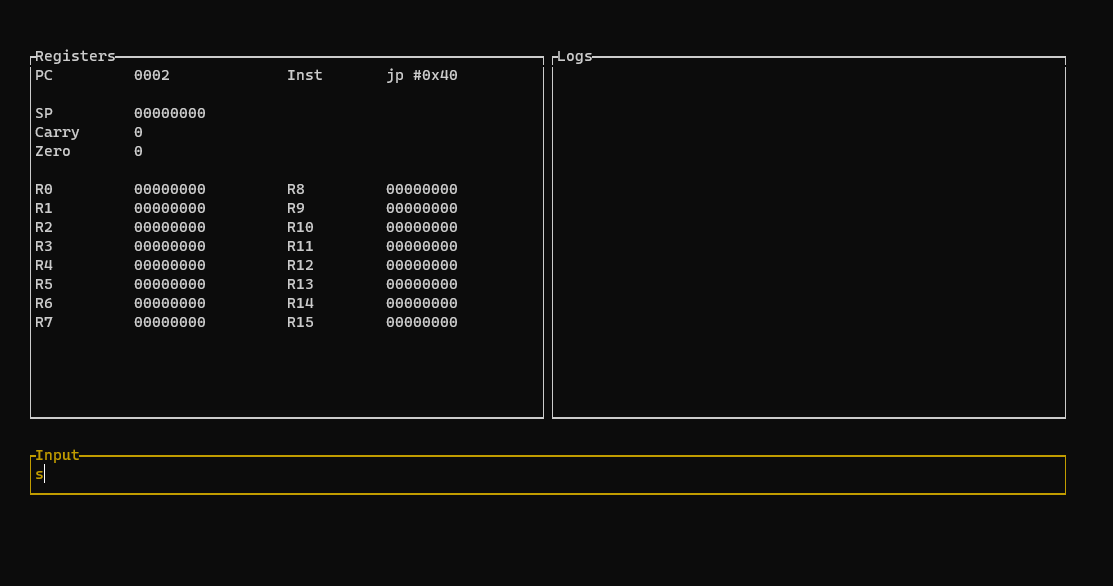 Registers
PC 0002 Inst jp #0x40
SP 00000000
Carry 0
Zero 0
R0 00000000 R8 00000000
R1 00000000 R9 00000000
R2 00000000 R10 00000000
R3 00000000 R11 00000000
R4 00000000 R12 00000000
R5 00000000 R13 00000000
R6 00000000 R14 00000000
R7 00000000 R15 00000000
Logs
Input
s